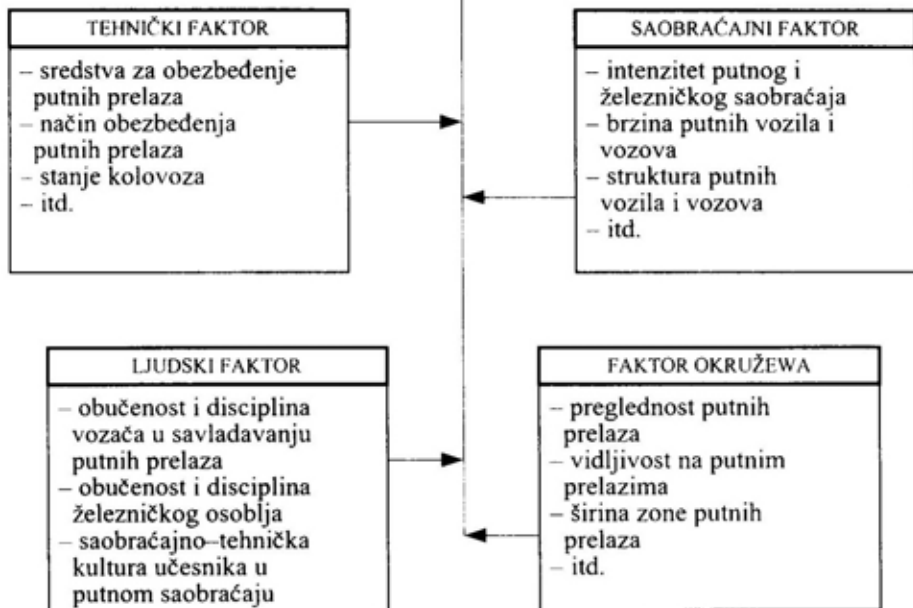 TEHNIČKI FAKTOR
– sredstva za obezbeđenje
putnih prelaza
– način obezbeđenja
putnih prelaza
– stanje kolovoza
– itd.
SAOBRAĆAJNI FAKTOR
– intenzitet putnog i
železničkog saobraćaja
– brzina putnih vozila i
vozova
– struktura putnih
vozila i vozova
– itd.
LJUDSKI FAKTOR
– obučenost i disciplina
vozača u savladavanju
putnih prelaza
– obučenost i disciplina
železničkog osoblja
– saobraćajno–tehnička
kultura učesnika u
putnom saobraćaju
FAKTOR OKRUŽEWA
– preglednost putnih
prelaza
– vidljivost na putnim
prelazima
– širina zone putnih
prelaza
– itd.